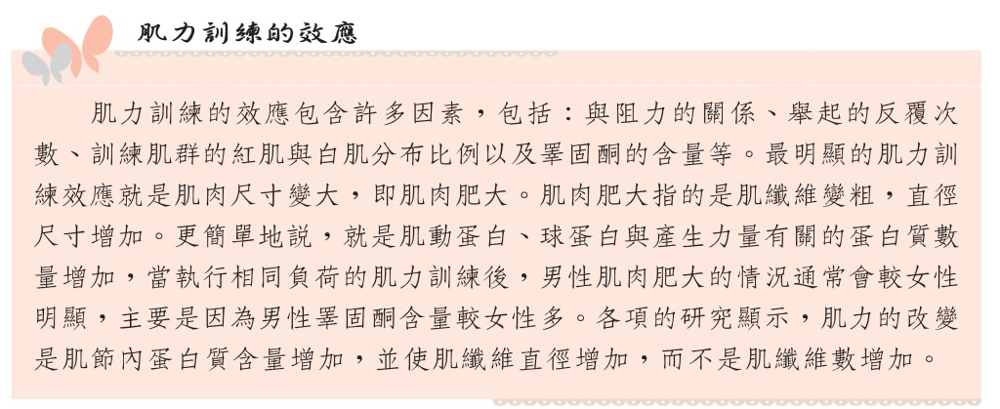 肌力訓練的效應
肌力訓練的效應包含許多因素，包括：與阻力的關係、舉起的反覆次
數、訓練肌群的紅肌與白肌分布比例以及睪固酮的含量等。最明顯的肌力訓
練效應就是肌肉尺寸變大，即肌肉肥大。肌肉肥大指的是肌纖維變粗，直徑
尺寸增加。更簡單地說，就是肌動蛋白、球蛋白與產生力量有關的蛋白質數
量增加，當執行相同負荷的肌力訓練後，男性肌肉肥大的情況通常會較女性
明顯，主要是因為男性睪固酮含量較女性多。各項的研究顯示，肌力的改變
是肌節內蛋白質含量增加，並使肌纖維直徑增加，而不是肌纖維數增加。